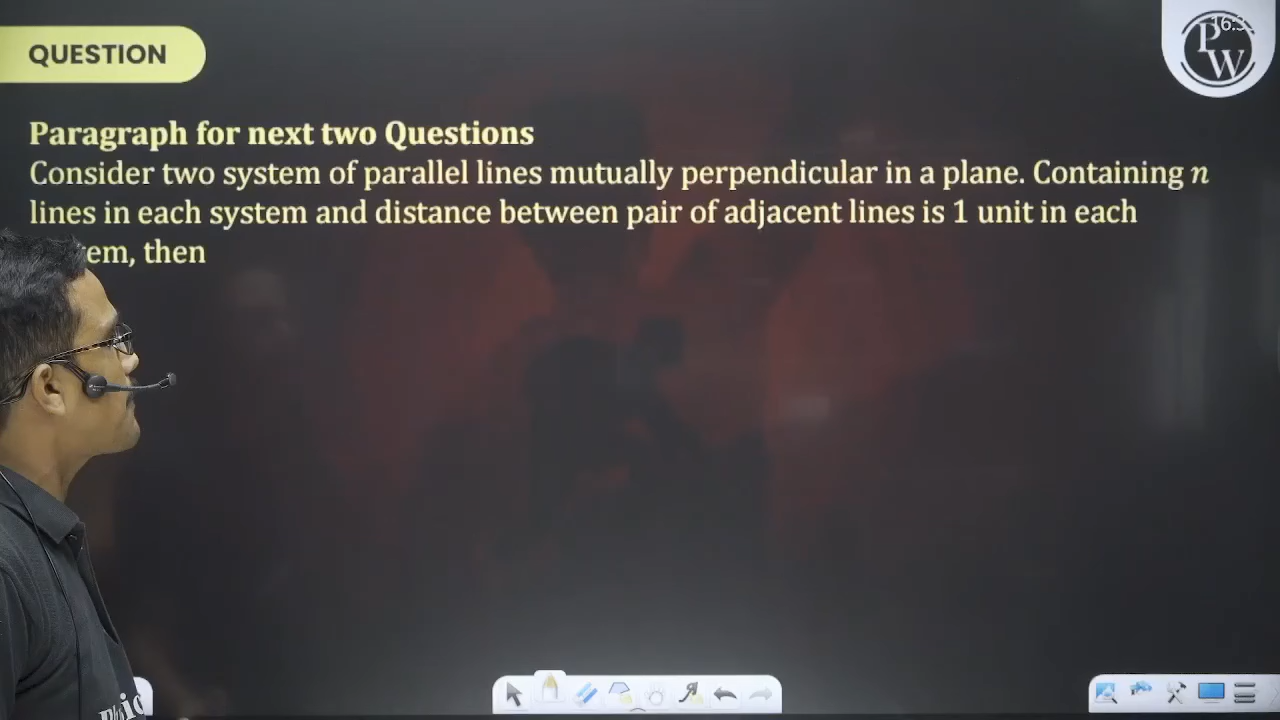 QUESTION
Paragraph for next two Questions
Consider two system of parallel lines mutually perpendicular in a plane. Containing n
lines in each system and distance between pair of adjacent lines is 1 unit in each
em, then
PW